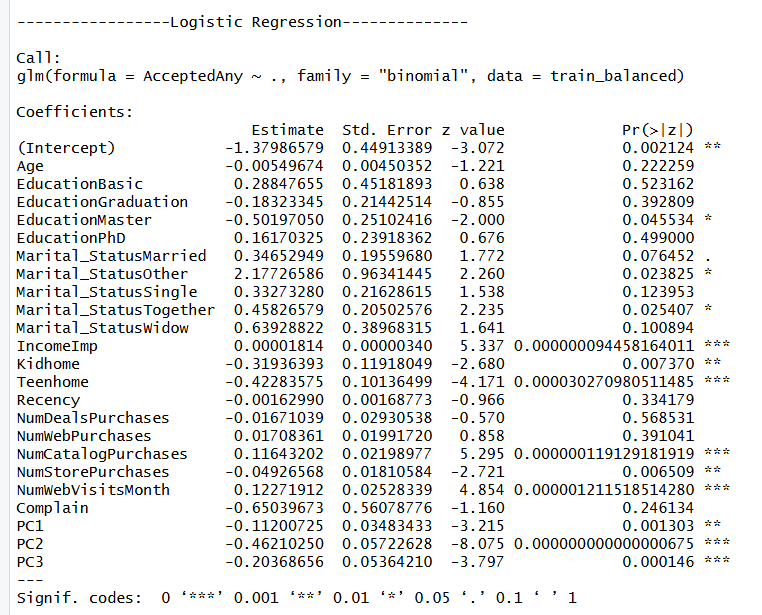 -----------------Logistic Regression--------------
Call:
glm(formula = AcceptedAny ~ ., family = "binomial", data = train_balanced)
Coefficients:
Estimate Std. Error z value Pr(>|z|)
(Intercept) -1.37986579 0.44913389 -3.072 0.002124 **
Age -0.00549674 0.00450352 -1.221 0.222259
EducationBasic 0.28847655 0.45181893 0.638 0.523162
EducationGraduation -0.18323345 0.21442514 -0.855 0.392809
EducationMaster -0.50197050 0.25102416 -2.000 0.045534 *
EducationPhD 0.16170325 0.23918362 0.676 0.499000
Marital_StatusMarried 0.34652949 0.19559680 1.772 0.076452 .
Marital_StatusOther 2.17726586 0.96341445 2.260 0.023825 *
Marital_StatusSingle 0.33273280 0.21628615 1.538 0.123953
Marital_StatusTogether 0.45826579 0.20502576 2.235 0.025407 *
Marital_StatusWidow 0.63928822 0.38968315 1.641 0.100894
IncomeImp 0.00001814 0.00000340 5.337 0.000000094458164011 ***
Kidhome -0.31936393 0.11918049 -2.680 0.007370 **
Teenhome -0.42283575 0.10136499 -4.171 0.000030270980511485 ***
Recency -0.00162990 0.00168773 -0.966 0.334179
NumDealsPurchases -0.01671039 0.02930538 -0.570 0.568531
NumWebPurchases 0.01708361 0.01991720 0.858 0.391041
NumCatalogPurchases 0.11643202 0.02198977 5.295 0.000000119129181919 ***
NumStorePurchases -0.04926568 0.01810584 -2.721 0.006509 **
NumWebVisitsMonth 0.12271912 0.02528339 4.854 0.000001211518514280 ***
Complain -0.65039673 0.56078776 -1.160 0.246134
PC1 -0.11200725 0.03483433 -3.215 0.001303 **
PC2 -0.46210250 0.05722628 -8.075 0.000000000000000675 ***
PC3 -0.20368656 0.05364210 -3.797 0.000146 ***
---
Signif. codes: 0 ‘***’ 0.001 ‘**’ 0.01 ‘*’ 0.05 ‘.’ 0.1 ‘ ’ 1